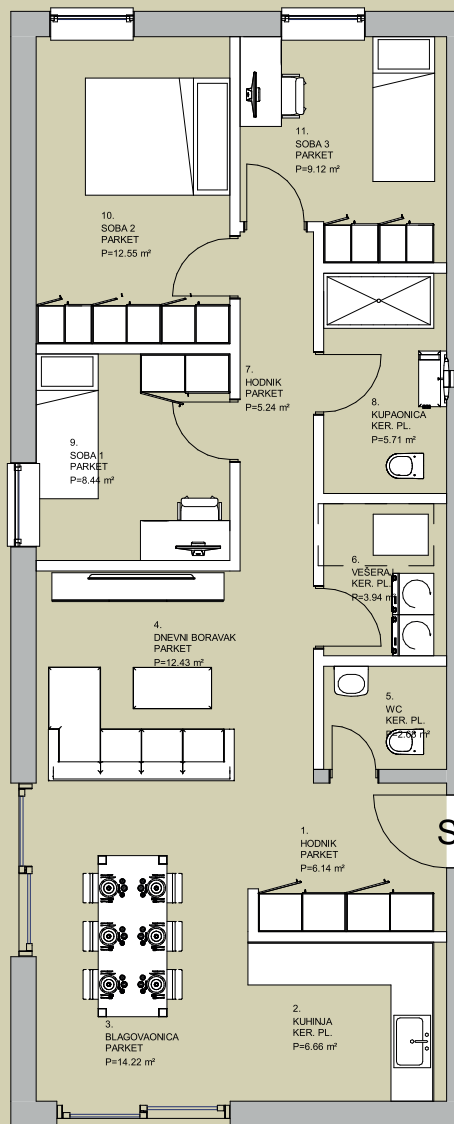 11.
SOBA 3
PARKET
P=9.12 m²
10.
SOBA 2
PARKET
P=12.55 m²
7.
HODNIK
PARKET
P=5.24 m²
8.
KUPAONICA
KER. PL.
P=5.71 m²
9.
SOBA 1
PARKET
P=8.44 m²
6.
VEŠERAJ
KER. PL.
P=3.94 m²
4.
DNEVNI BORAVAK
PARKET
P=12.43 m²
5.
WC
KER. PL.
S
1.
HODNIK
PARKET
P=6.14 m²
2.
KUHINJA
KER. PL.
P=6.66 m²
3.
BLAGOVAONICA
PARKET
P=14.22 m²